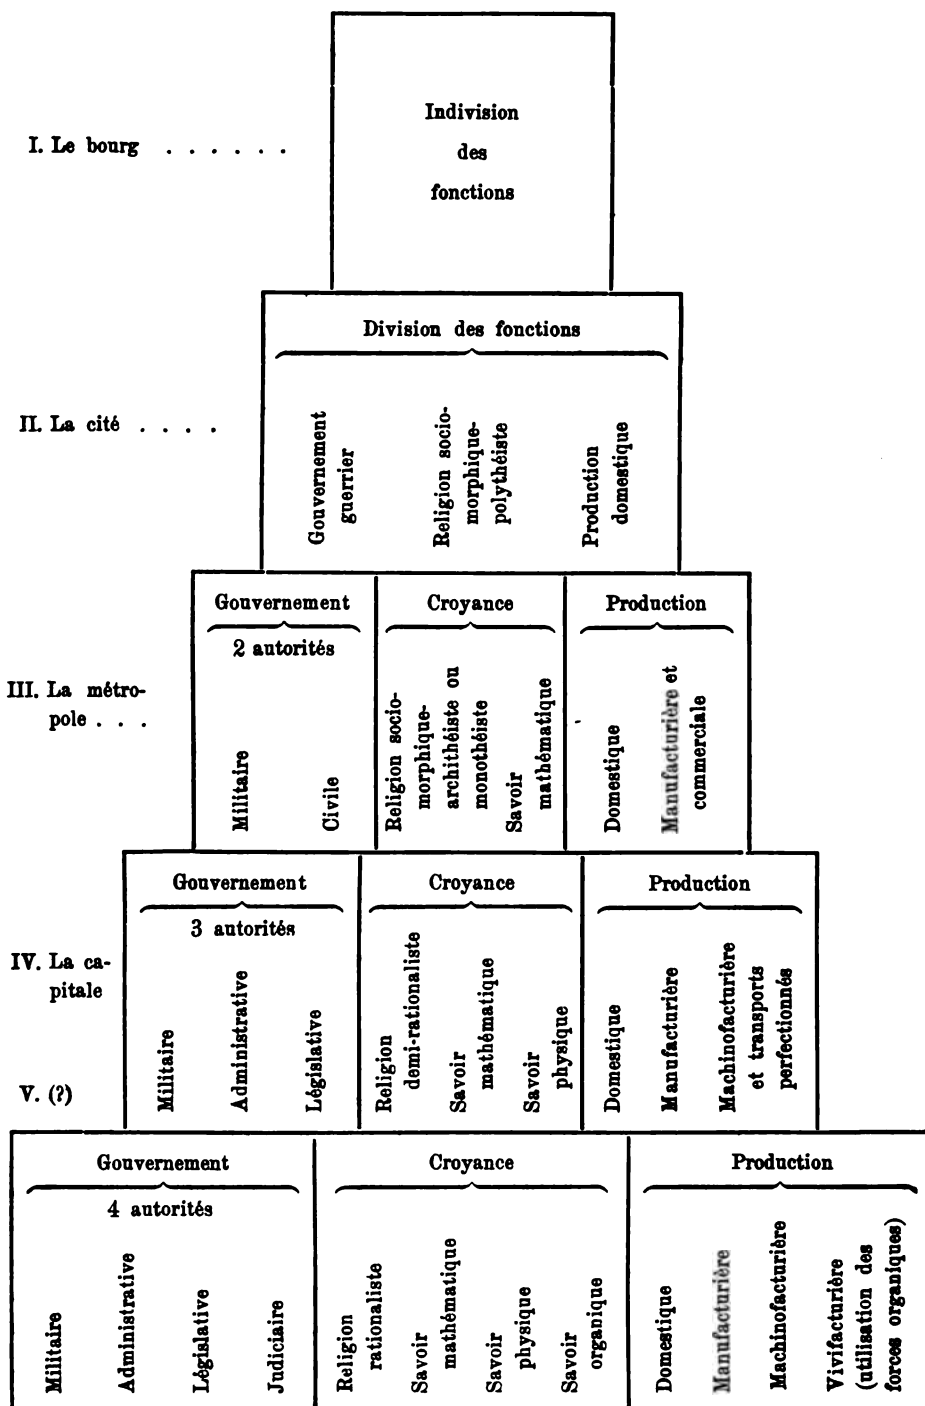 I. Le bourg . . . . . .
Indivision
des
fonctions
II. La cité . . . .
Division des fonctions
Gouvernement
guerrier
Religion socio-
morphique-
polythéiste
Production
domestique
III. La métro-
pole . . .
Gouvernement
2 autorités
Militaire
Civile
Croyance
Religion socio-
morphique-
archithéiste ou
monothéiste
Savoir
mathématique
Production
Domestique
Manufacturière et
commerciale
IV. La ca-
pitale
Gouvernement
3 autorités
Militaire
Administrative
Législative
Croyance
Religion
demi-rationaliste
Savoir
mathématique
Savoir
physique
Production
Domestique
Manufacturière
Machinofacturière
et transports
perfectionnés
V. (?)
Gouvernement
4 autorités
Militaire
Administrative
Législative
Judiciaire
Croyance
Religion
rationaliste
Savoir
mathématique
Savoir
physique
Savoir
organique
Production
Domestique
Manufacturière
Machinofacturière
Vivifacturière
(utilisation des
forces organiques)